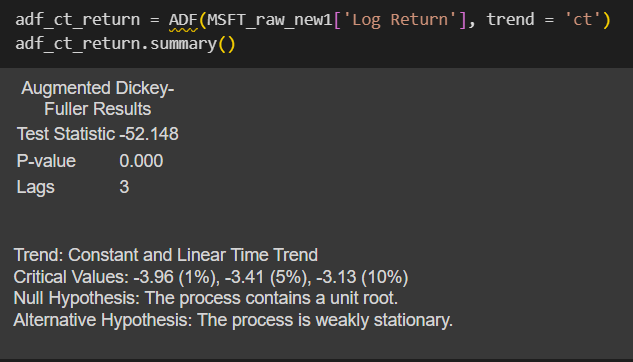 adf_ct_return = ADF(MSFT_raw_new1['Log Return'], trend = 'ct')
adf_ct_return.summary()
Augmented Dickey-
Fuller Results
Test Statistic -52.148
P-value 0.000
Lags 3
Trend: Constant and Linear Time Trend
Critical Values: -3.96 (1%), -3.41 (5%), -3.13 (10%)
Null Hypothesis: The process contains a unit root.
Alternative Hypothesis: The process is weakly stationary.